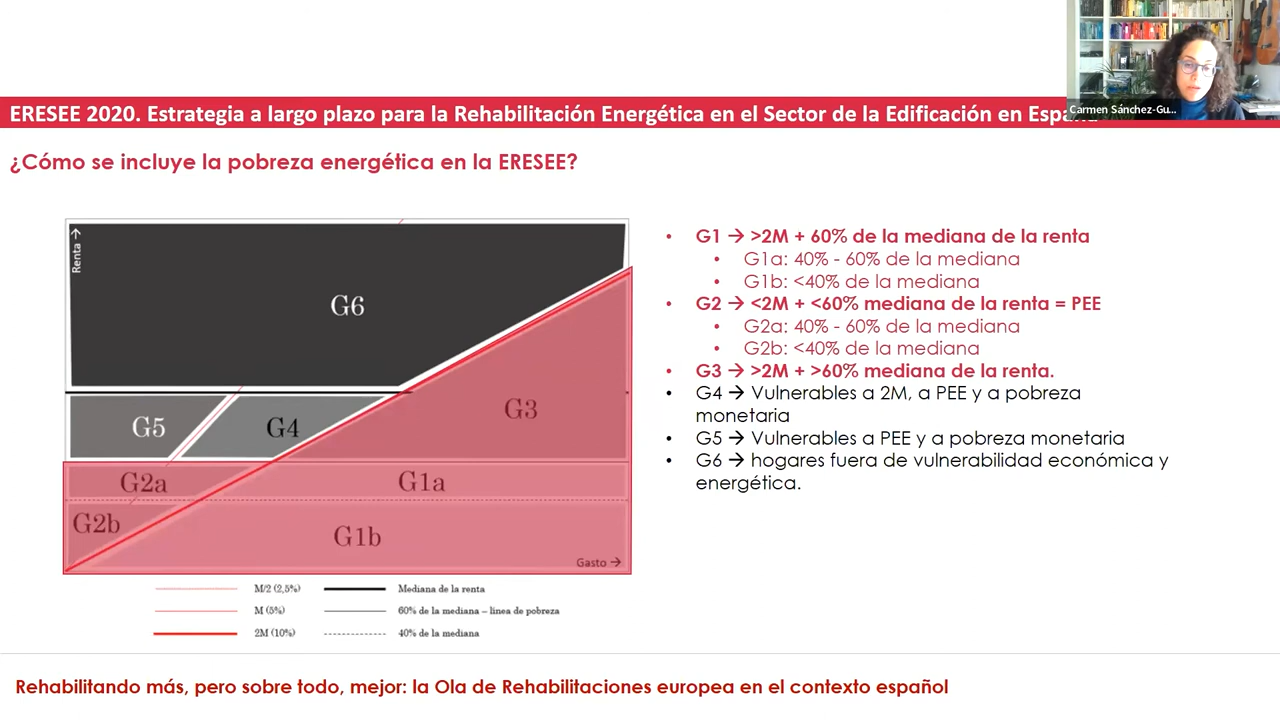 Carmen Sánchez-Gu...
ERESEE 2020. Estrategia a largo plazo para la Rehabilitación Energética en el Sector de la Edificación en España
¿Cómo se incluye la pobreza energética en la ERESEE?
Renta →
G6
G5
G4
G3
G2a
G1a
G2b
G1b
Gasto →
M/2 (2,5%)
Mediana de la renta
M (5%)
60% de la mediana – línea de pobreza
2M (10%)
40% de la mediana
• G1 → >2M + 60% de la mediana de la renta
• G1a: 40% - 60% de la mediana
• G1b: <40% de la mediana
• G2 → <2M + <60% mediana de la renta = PEE
• G2a: 40% - 60% de la mediana
• G2b: <40% de la mediana
• G3 → >2M + >60% mediana de la renta.
• G4 → Vulnerables a 2M, a PEE y a pobreza
monetaria
• G5 → Vulnerables a PEE y a pobreza monetaria
• G6 → hogares fuera de vulnerabilidad económica y
energética.
Rehabilitando más, pero sobre todo, mejor: la Ola de Rehabilitaciones europea en el contexto español